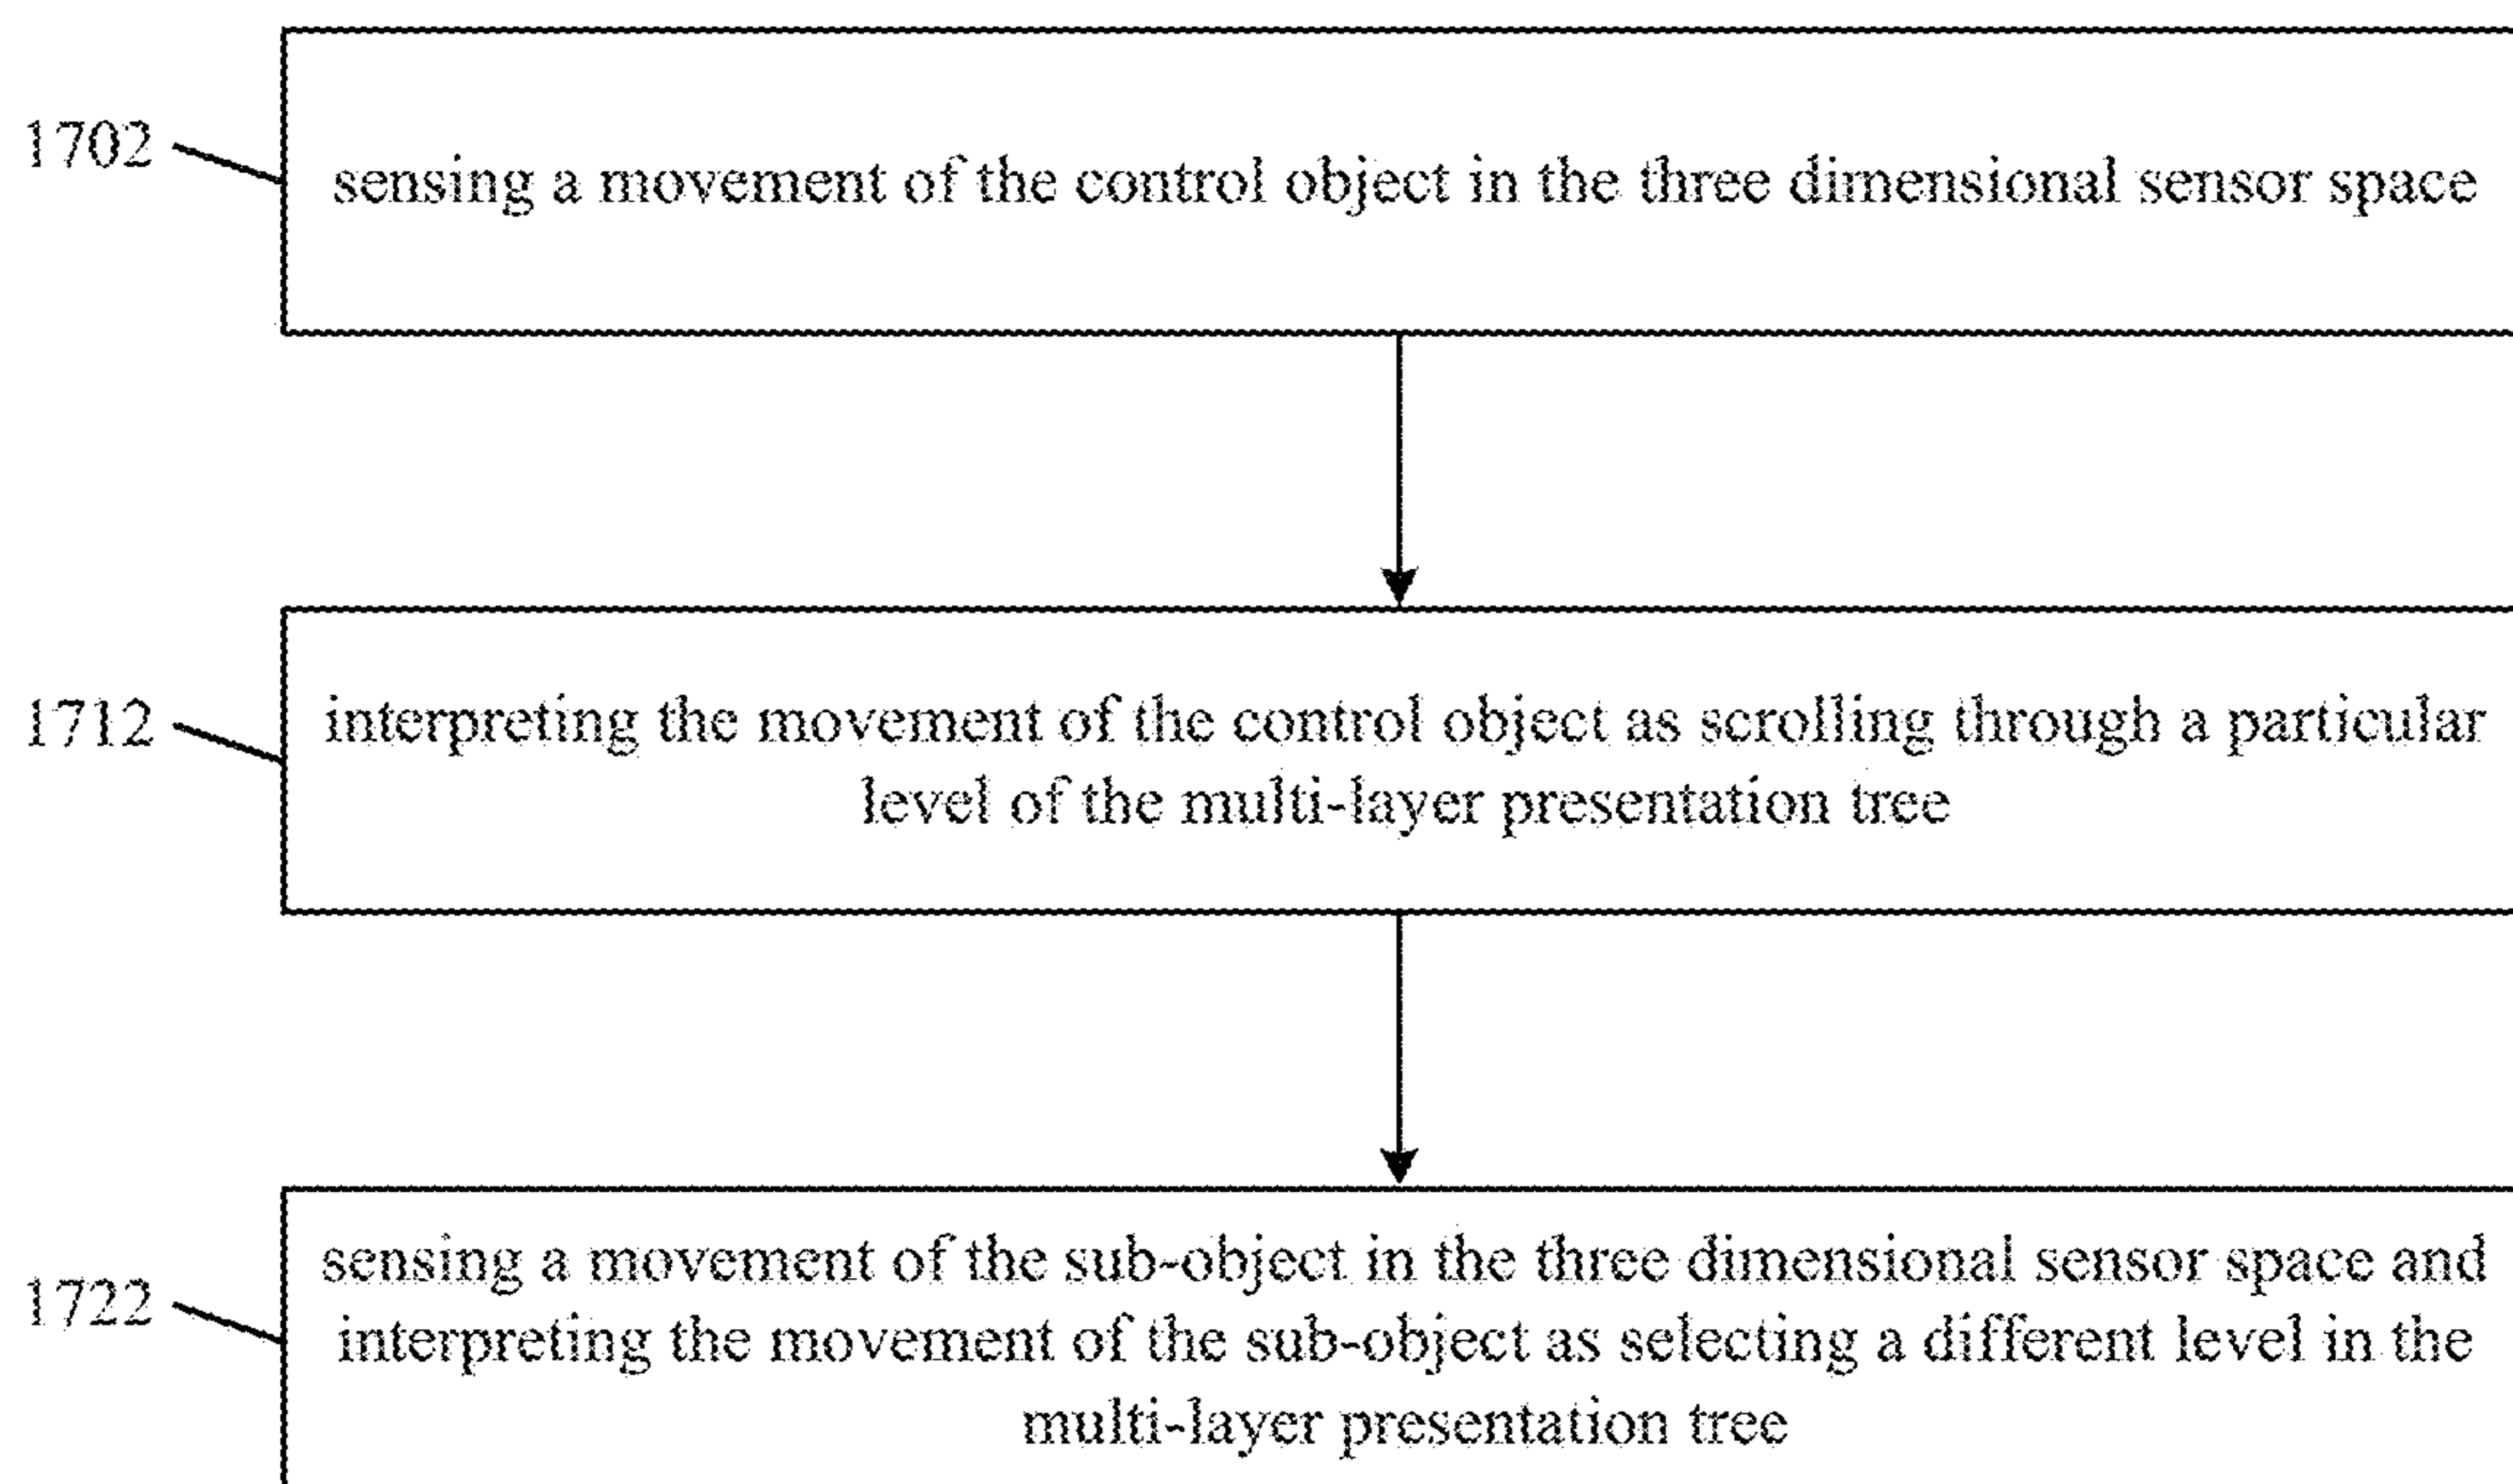 1702
sensing a movement of the control object in the three dimensional sensor space
1712
interpreting the movement of the control object as scrolling through a particular
level of the multi-layer presentation tree
1722
sensing a movement of the sub-object in the three dimensional sensor space and
interpreting the movement of the sub-object as selecting a different level in the
multi-layer presentation tree